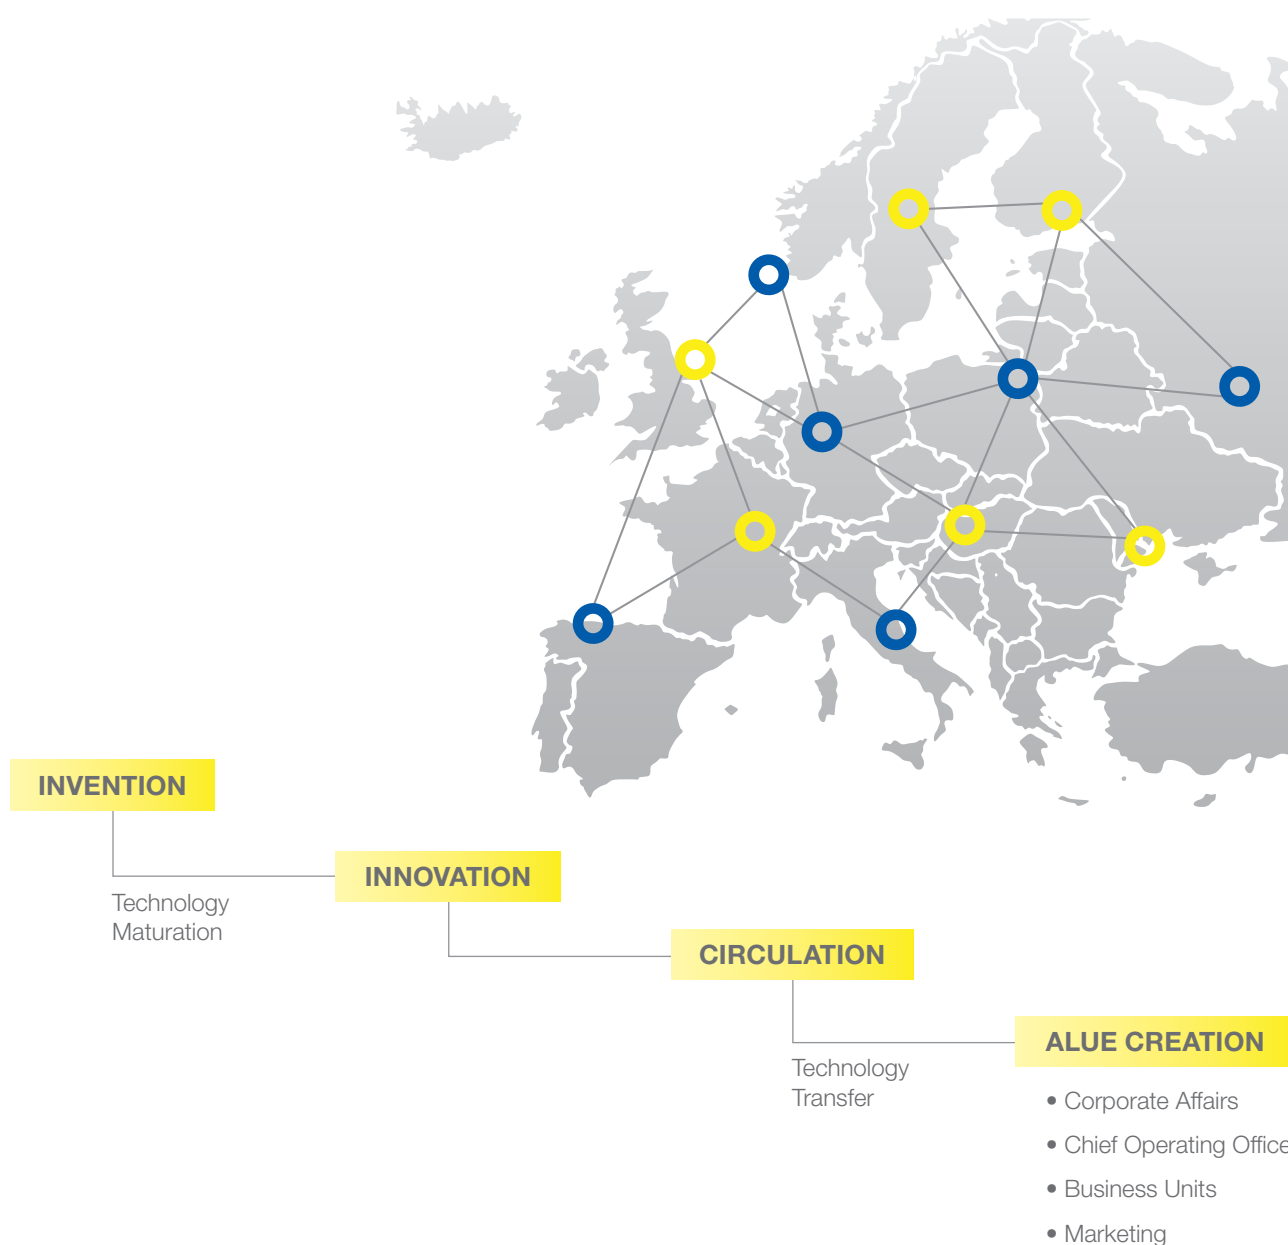 INVENTION
Technology
Maturation
INNOVATION
CIRCULATION
Technology
Transfer
ALUE CREATION
• Corporate Affairs
• Chief Operating Office
• Business Units
• Marketing